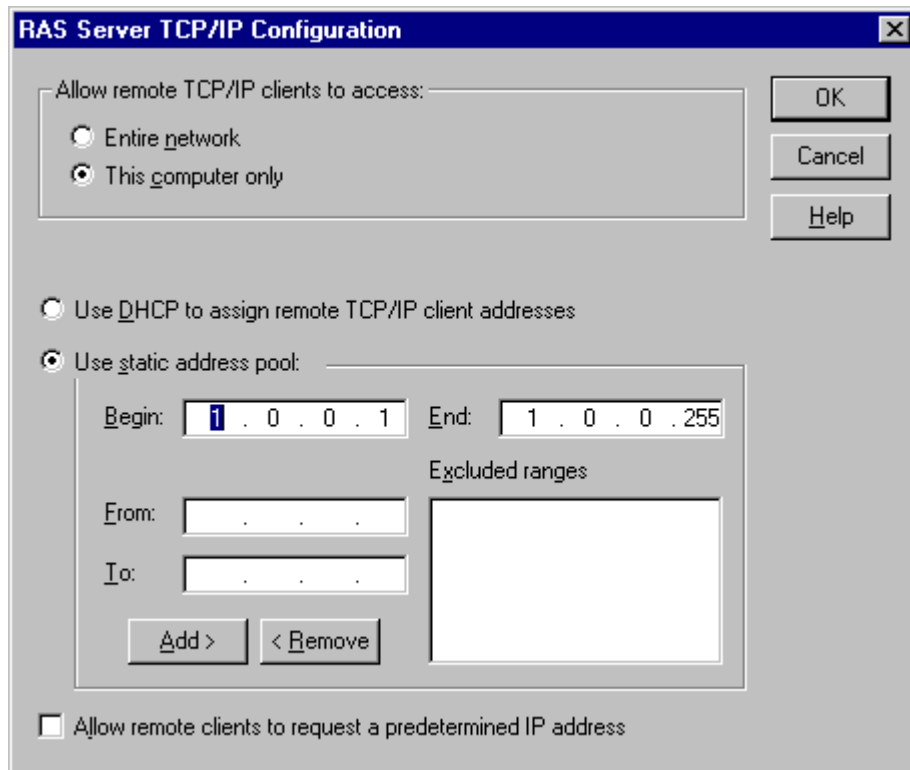 RAS Server TCP/IP Configuration
Allow remote TCP/IP clients to access:
Entire network
This computer only
OK
Cancel
Help
Use DHCP to assign remote TCP/IP client addresses
Use static address pool:
Begin: 1 . 0 . 0 . 1 End: 1 . 0 . 0 . 255
Excluded ranges
From: . . .
To: . . .
Add > < Remove
Allow remote clients to request a predetermined IP address